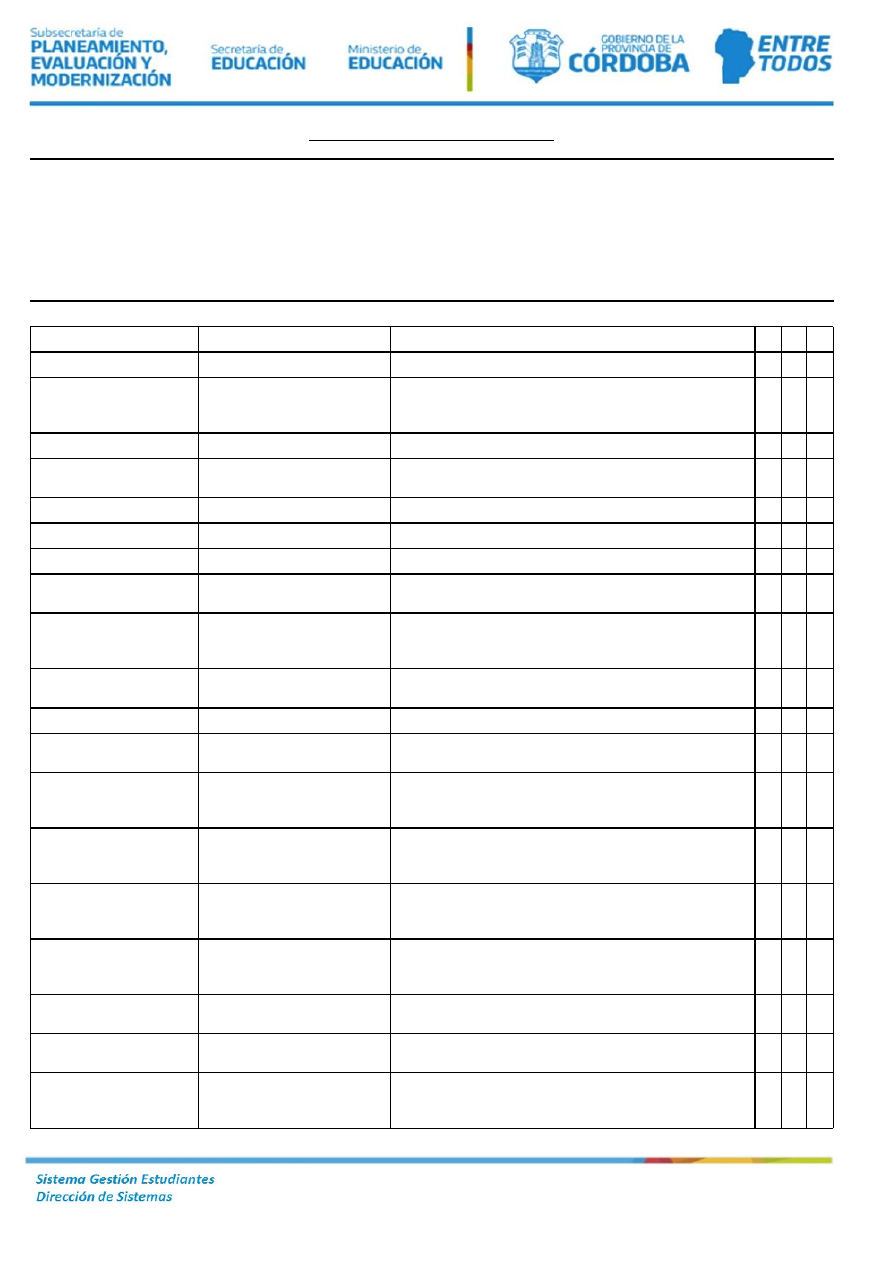 Subsecretaría de
PLANEAMIENTO,
EVALUACIÓN Y
MODERNIZACIÓN
Secretaría de
EDUCACIÓN
Ministerio de
EDUCACIÓN
GOBIERNO DE LA
PROVINCIA DE
CÓRDOBA
ENTRE
TODOS
Sistema Gestión Estudiantes
Dirección de Sistemas